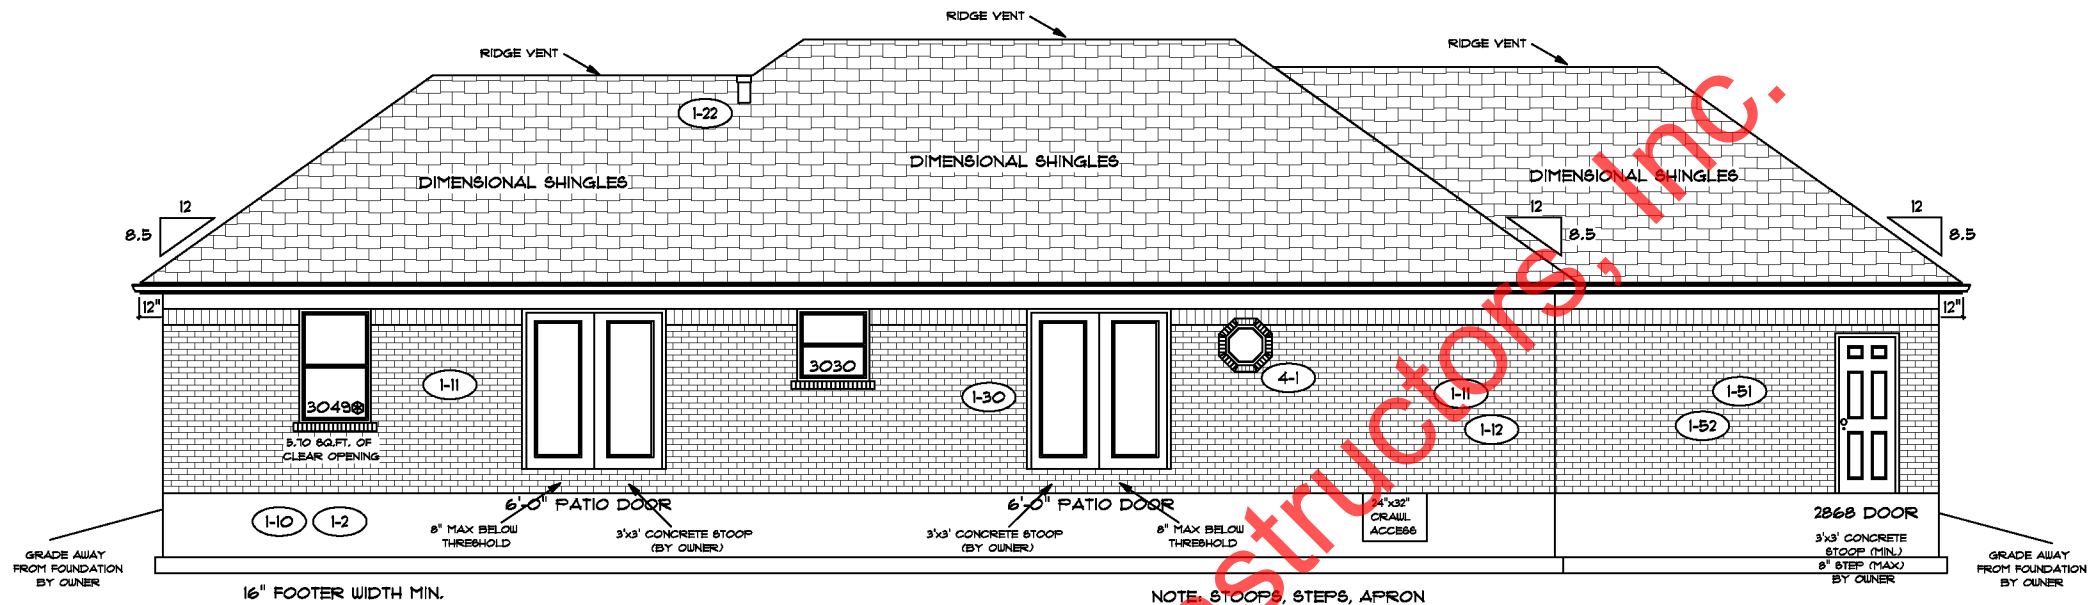 RIDGE VENT
RIDGE VENT
RIDGE VENT
1-22
DIMENSIONAL SHINGLES
DIMENSIONAL SHINGLES
DIMENSIONAL SHINGLES
12
8.5
12
8.5
12
8.5
12"
12"
3049
5.70 SQ.FT. OF
CLEAR OPENING
1-11
3030
1-30
4-1
1-11
1-12
1-51
1-52
6'-0" PATIO DOOR
6'-0" PATIO DOOR
24"x32"
CRAWL
ACCESS
2868 DOOR
1-10
1-2
8" MAX BELOW
THRESHOLD
3'x3' CONCRETE STOOP
(BY OWNER)
3'x3' CONCRETE STOOP
(BY OWNER)
8" MAX BELOW
THRESHOLD
3'x3' CONCRETE
STOOP (MIN.)
8" STEP (MAX)
BY OWNER
GRADE AWAY
FROM FOUNDATION
BY OWNER
GRADE AWAY
FROM FOUNDATION
BY OWNER
16" FOOTER WIDTH MIN.
NOTE: STOOPS, STEPS, APRON
structors, Inc.